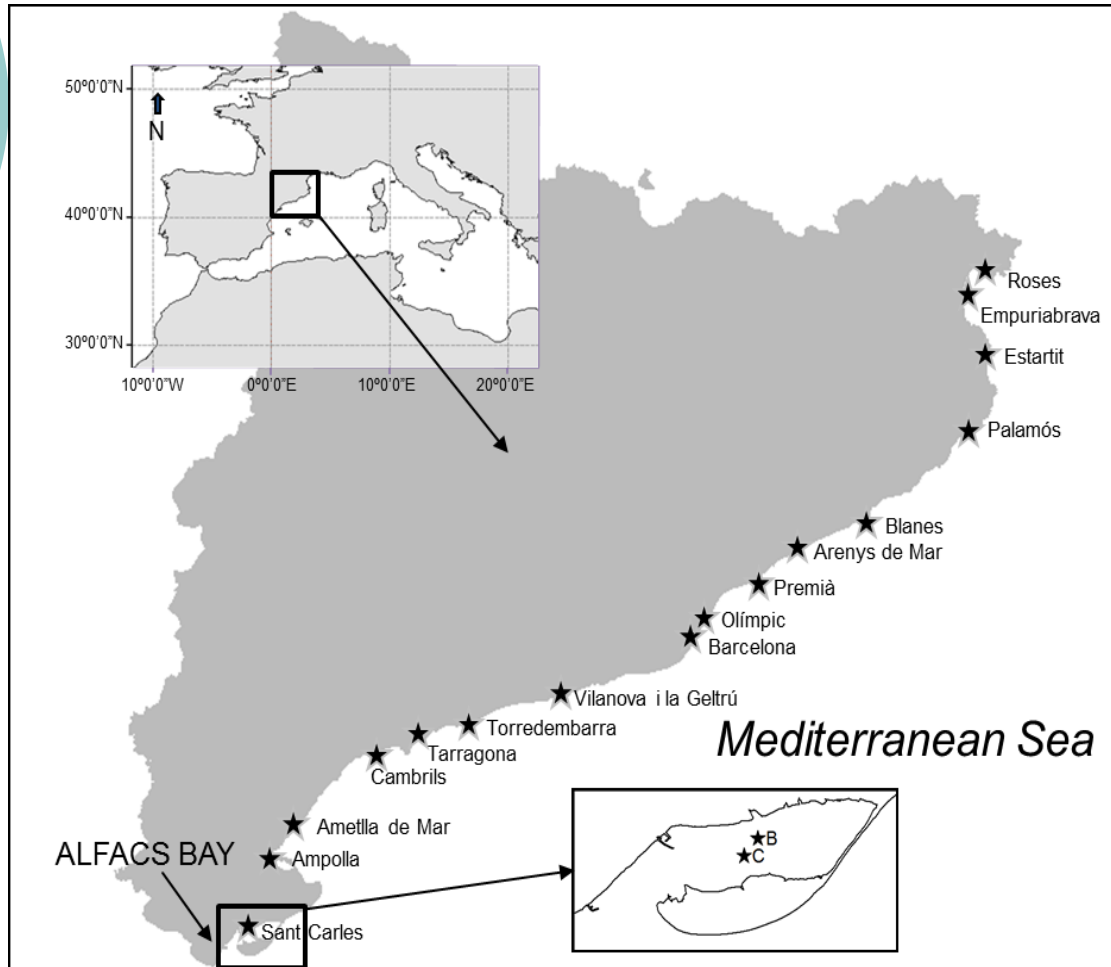 50º0'0"N
N
40º0'0"N
30º0'0"N
10º0'0"W 0º0'0"E 10º0'0"E 20º0'0"E
Roses
Empuriabrava
Estartit
Palamós
Blanes
Arenys de Mar
Premià
Olímpic
Barcelona
Vilanova i la Geltrú
Torredembarra
Tarragona
Cambrils
Mediterranean Sea
Ametlla de Mar
ALFACS BAY
Ampolla
Sant Carles
B
C